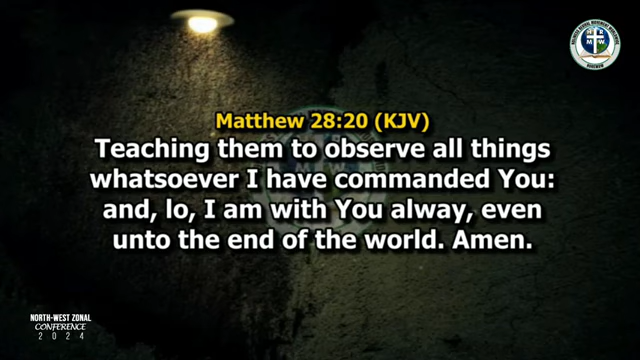 Matthew 28:20 (KJV)
Teaching them to observe all things
whatsoever I have commanded You:
and, lo, I am with You alway, even
unto the end of the world. Amen.
NORTH-WEST ZONAL
CONFERENCE
2024